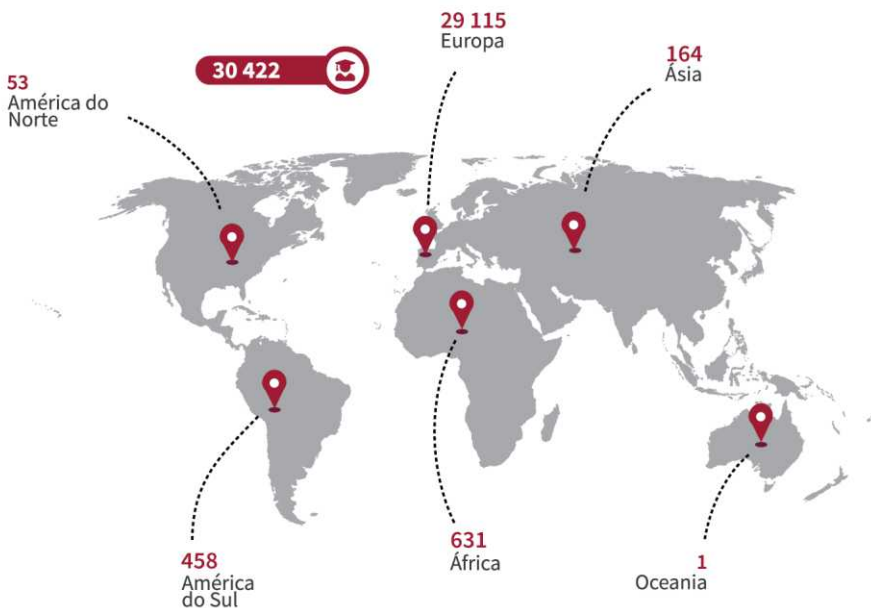 29 115
Europa
30 422
164
Ásia
53
América do
Norte
458
América
do Sul
631
África
1
Oceania